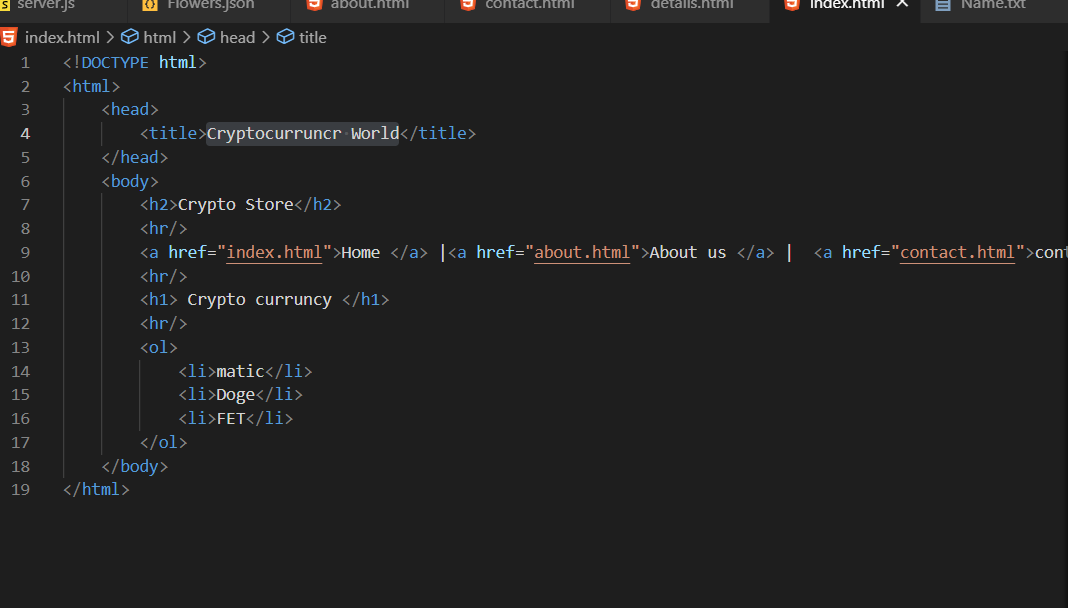 server.js Flowers.json about.html contact.html details.html index.html Name.txt
index.html > html > head > title
1 <!DOCTYPE html>
2 <html>
3 <head>
4 <title>Cryptocurruncr World</title>
5 </head>
6 <body>
7 <h2>Crypto Store</h2>
8 <hr/>
9 <a href="index.html">Home </a> |<a href="about.html">About us </a> | <a href="contact.html">cont
10 <hr/>
11 <h1> Crypto curruncy </h1>
12 <hr/>
13 <ol>
14 <li>matic</li>
15 <li>Doge</li>
16 <li>FET</li>
17 </ol>
18 </body>
19 </html>